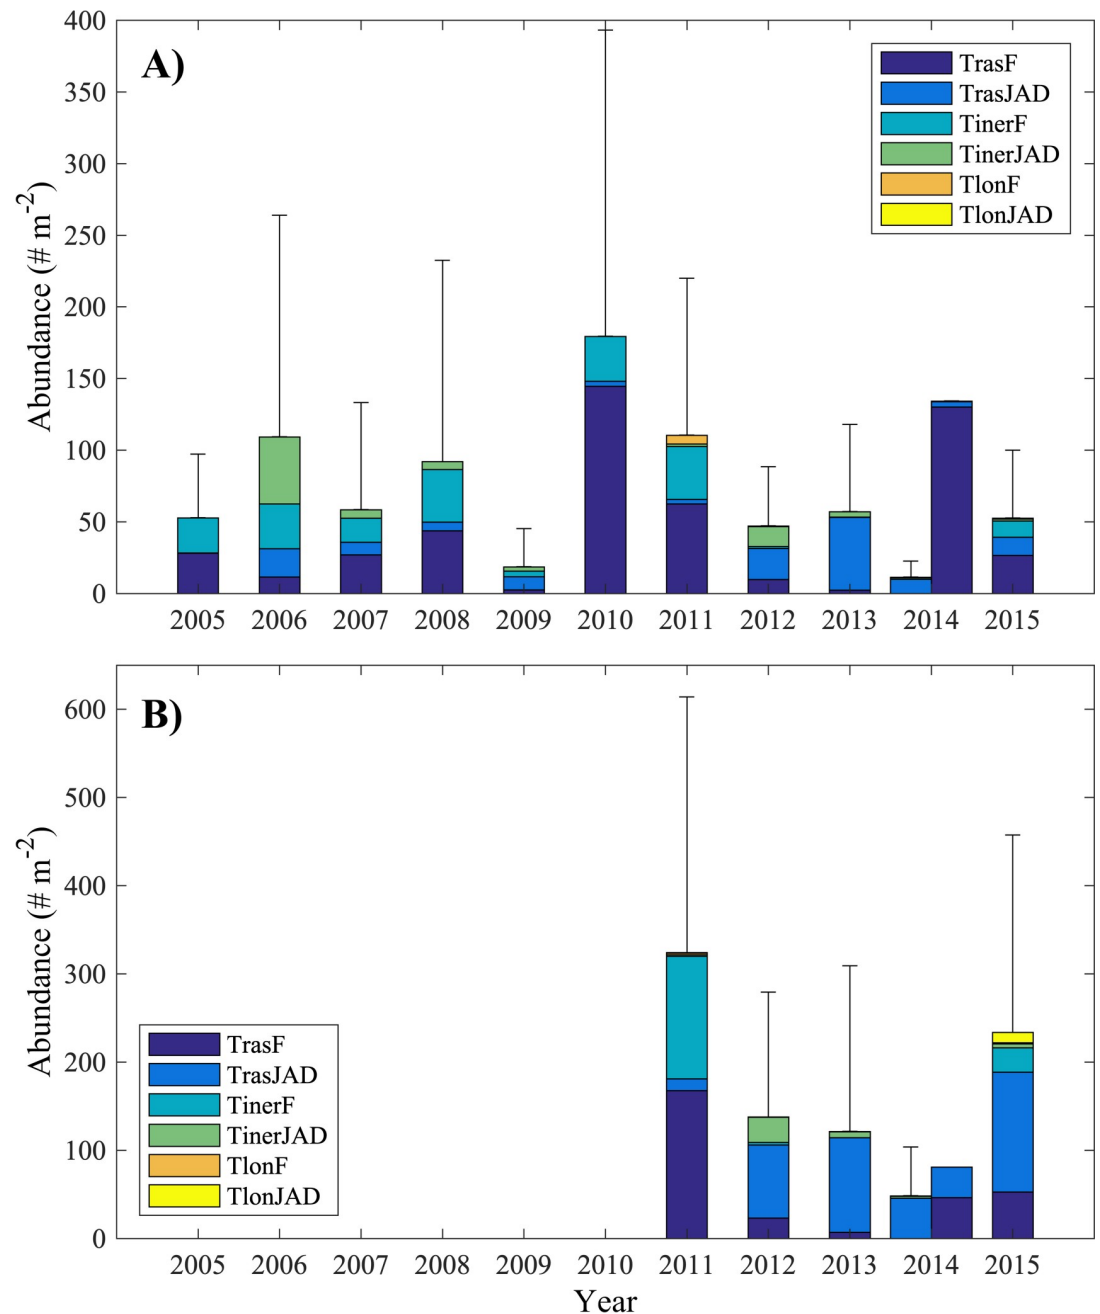 A)
Abundance (# m-2)
400
350
300
250
200
150
100
50
0
TrasF
TrasJAD
TinerF
TinerJAD
TlonF
TlonJAD
2005 2006 2007 2008 2009 2010 2011 2012 2013 2014 2015
B)
Abundance (# m-2)
600
500
400
300
200
100
0
TrasF
TrasJAD
TinerF
TinerJAD
TlonF
TlonJAD
2005 2006 2007 2008 2009 2010 2011 2012 2013 2014 2015
Year